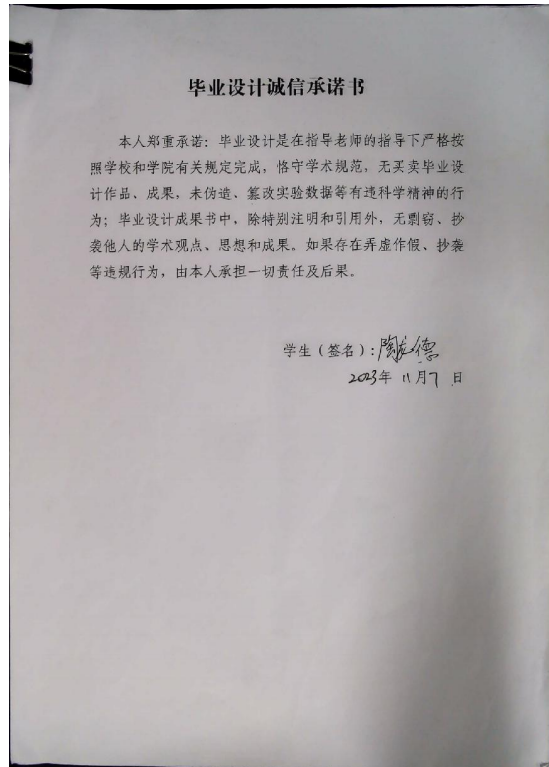 毕业设计诚信承诺书
本人郑重承诺：毕业设计是在指导老师的指导下严格按
照学校和学院有关规定完成，恪守学术规范，无买卖毕业设
计作品、成果，未伪造、篡改实验数据等有违科学精神的行
为；毕业设计成果书中，除特别注明和引用外，无剽窃、抄
袭他人的学术观点、思想和成果。如果存在弄虚作假、抄袭
等违规行为，由本人承担一切责任及后果。
学生（签名）：陶龙德
2023年 11月7 日